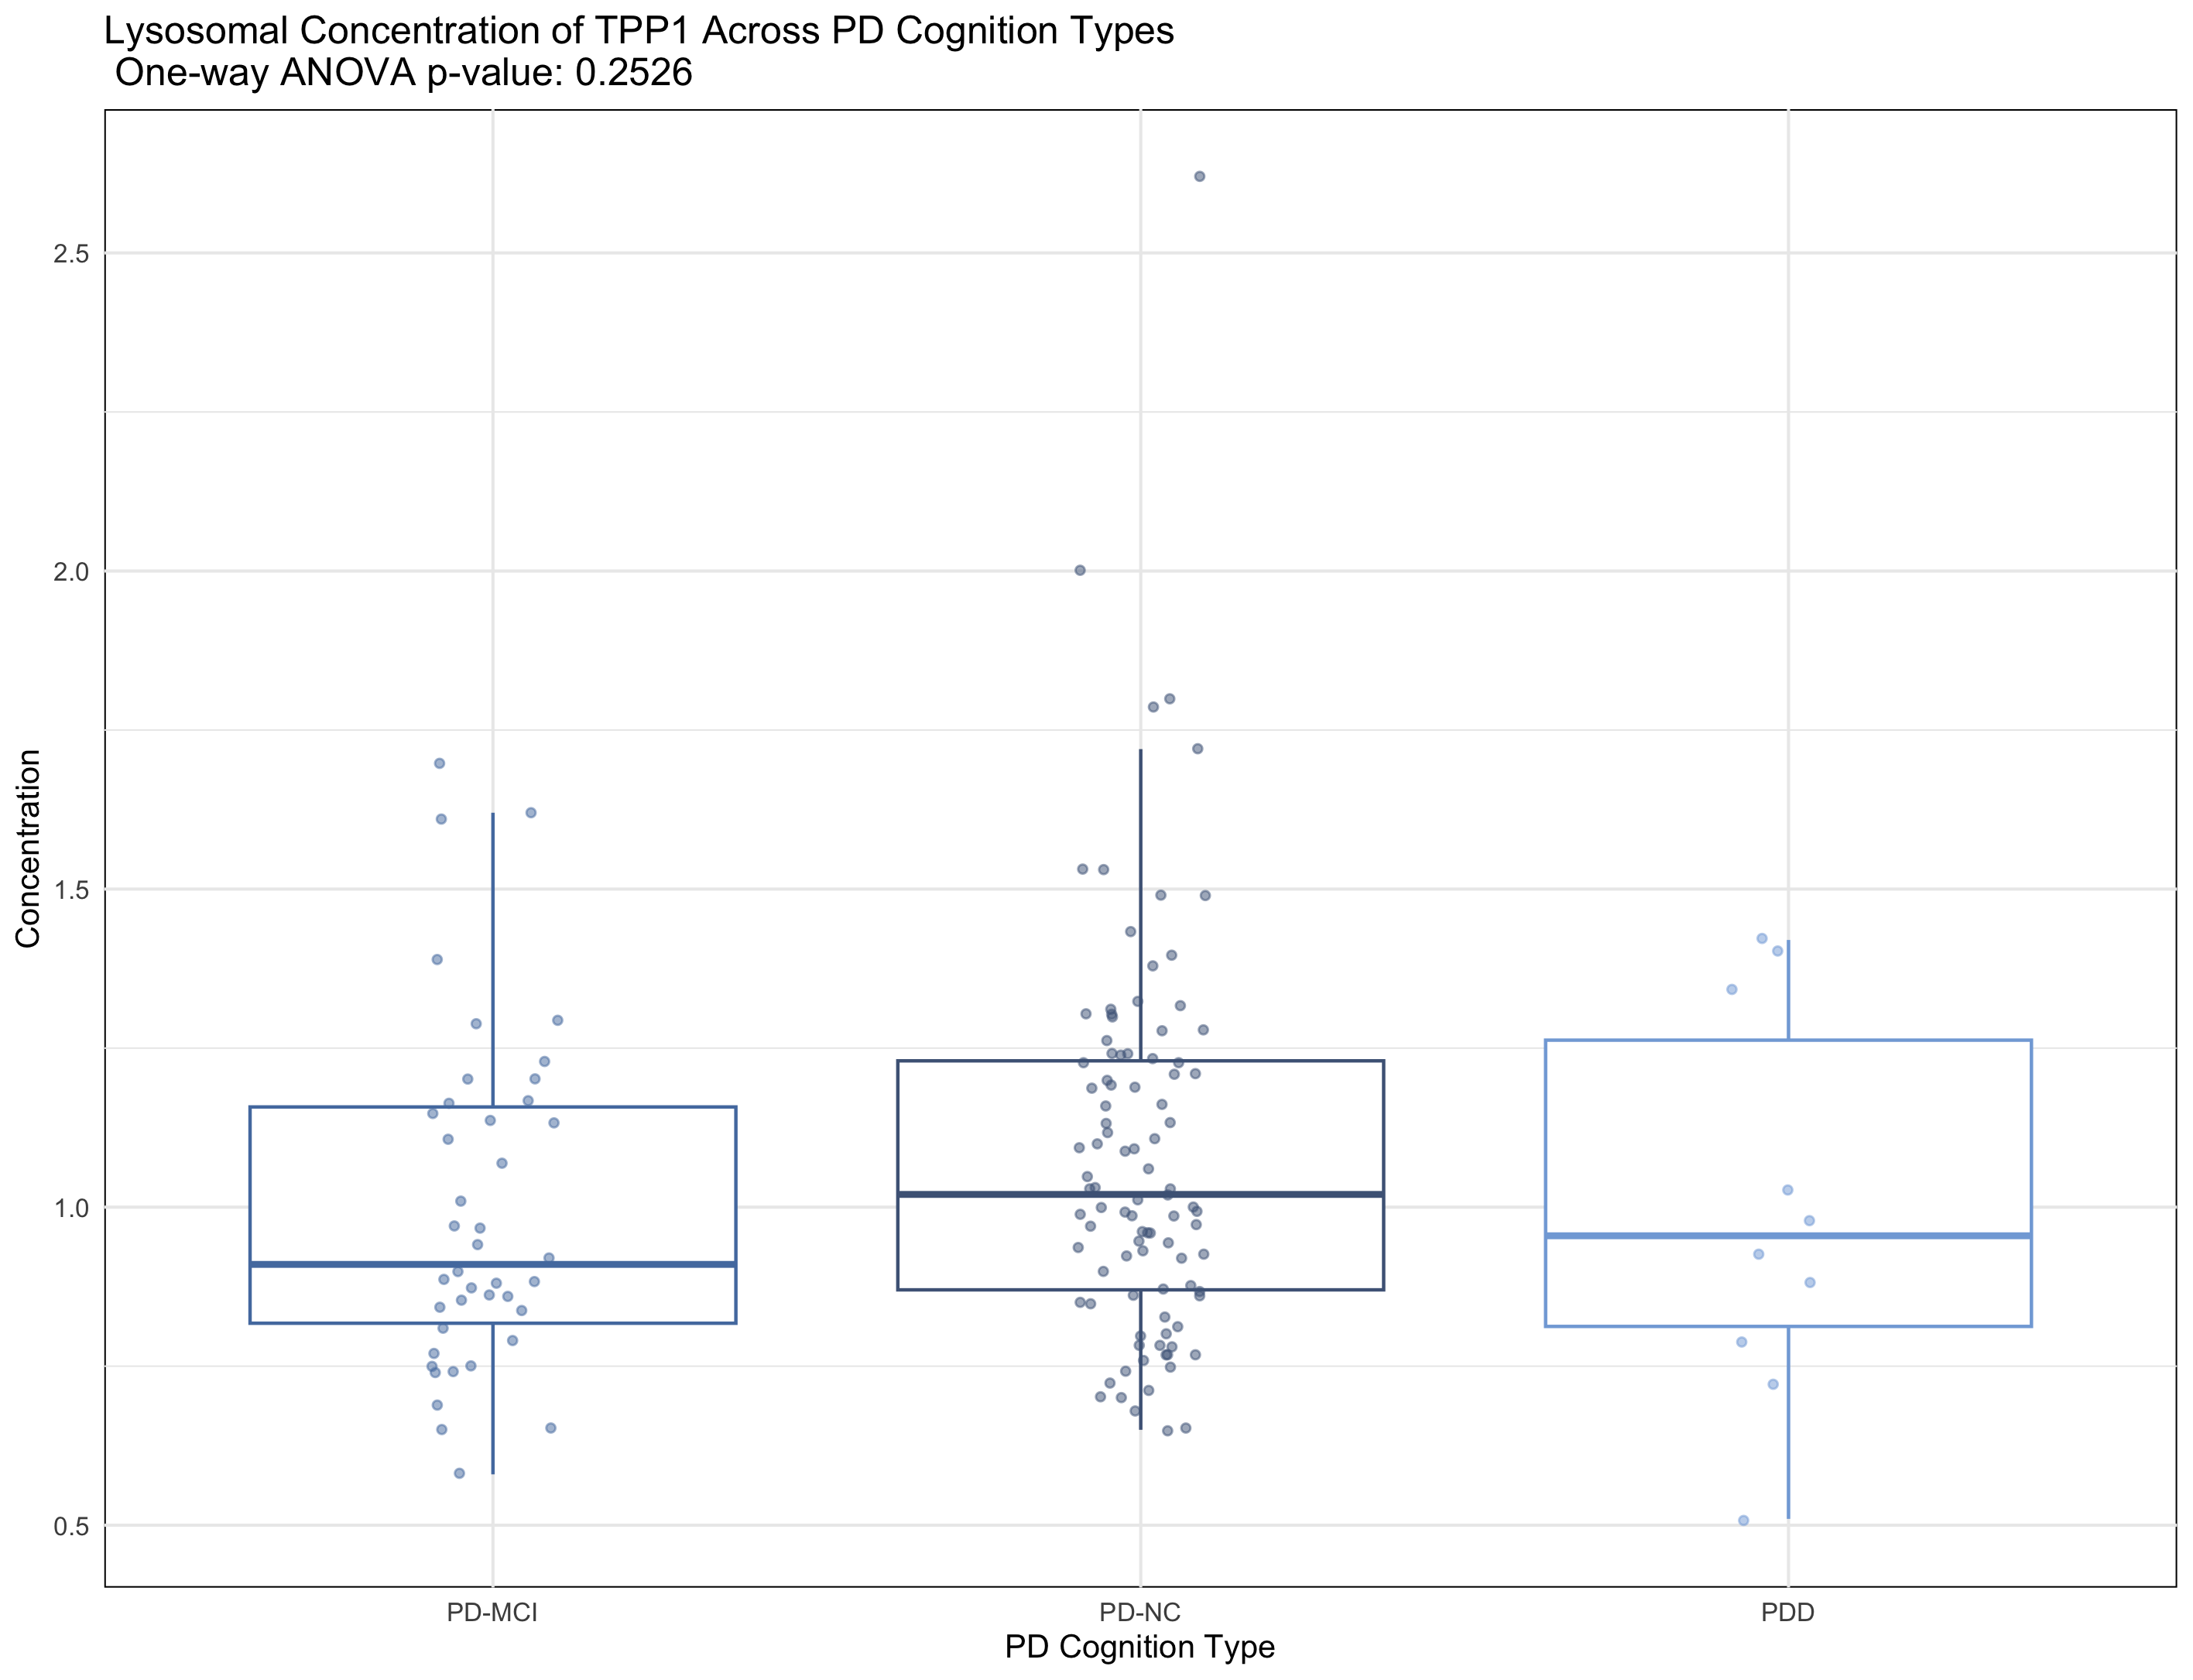 Lysosomal Concentration of TPP1 Across PD Cognition Types
One-way ANOVA p-value: 0.2526
2.5
2.0
1.5
1.0
0.5
Concentration
PD-MCI
PD-NC
PDD
PD Cognition Type